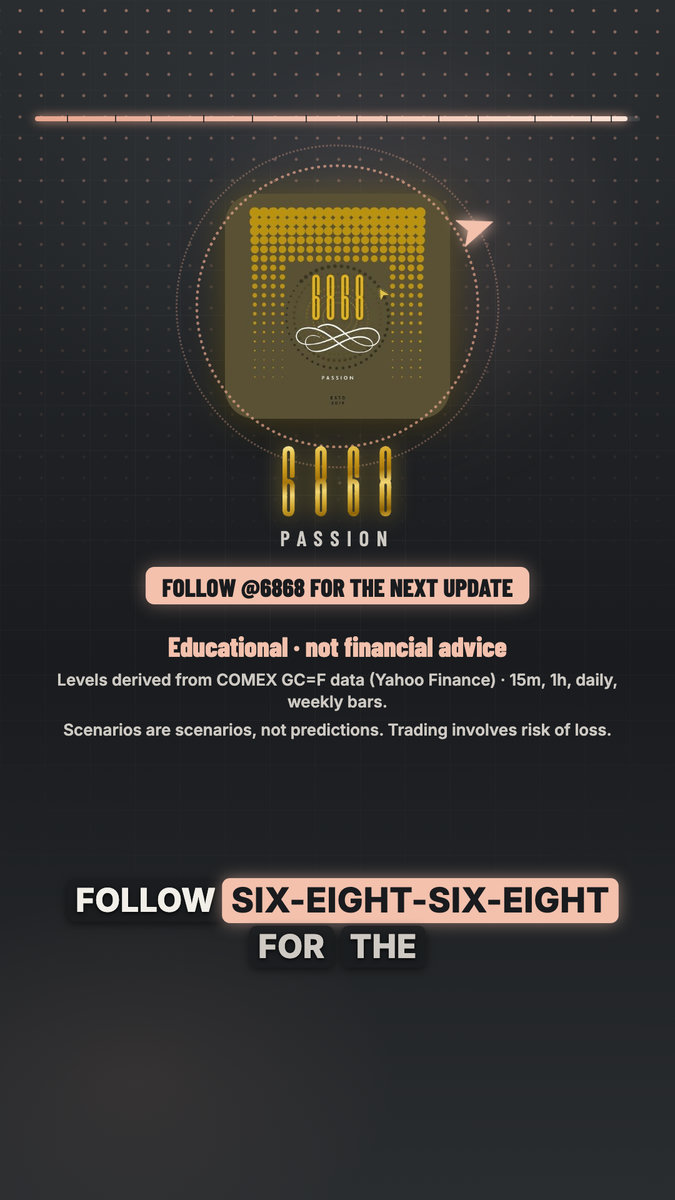 6868
PASSION
ESTD
2019
6868
PASSION
FOLLOW @6868 FOR THE NEXT UPDATE
Educational · not financial advice
Levels derived from COMEX GC=F data (Yahoo Finance) · 15m, 1h, daily,
weekly bars.
Scenarios are scenarios, not predictions. Trading involves risk of loss.
FOLLOW SIX-EIGHT-SIX-EIGHT
FOR THE